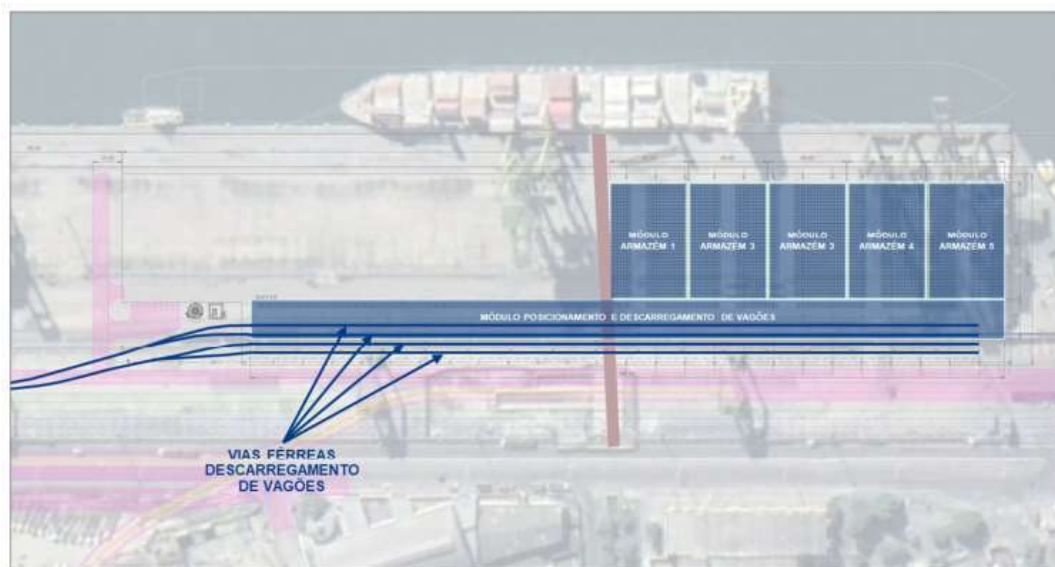 MÓDULO
ARMAZÉM 1
MÓDULO
ARMAZÉM 3
MÓDULO
ARMAZÉM 3
MÓDULO
ARMAZÉM 4
MÓDULO
ARMAZÉM 5
MÓDULO POSICIONAMENTO E DESCARREGAMENTO DE VAGÕES
VIAS FÉRREAS
DESCARREGAMENTO
DE VAGÕES